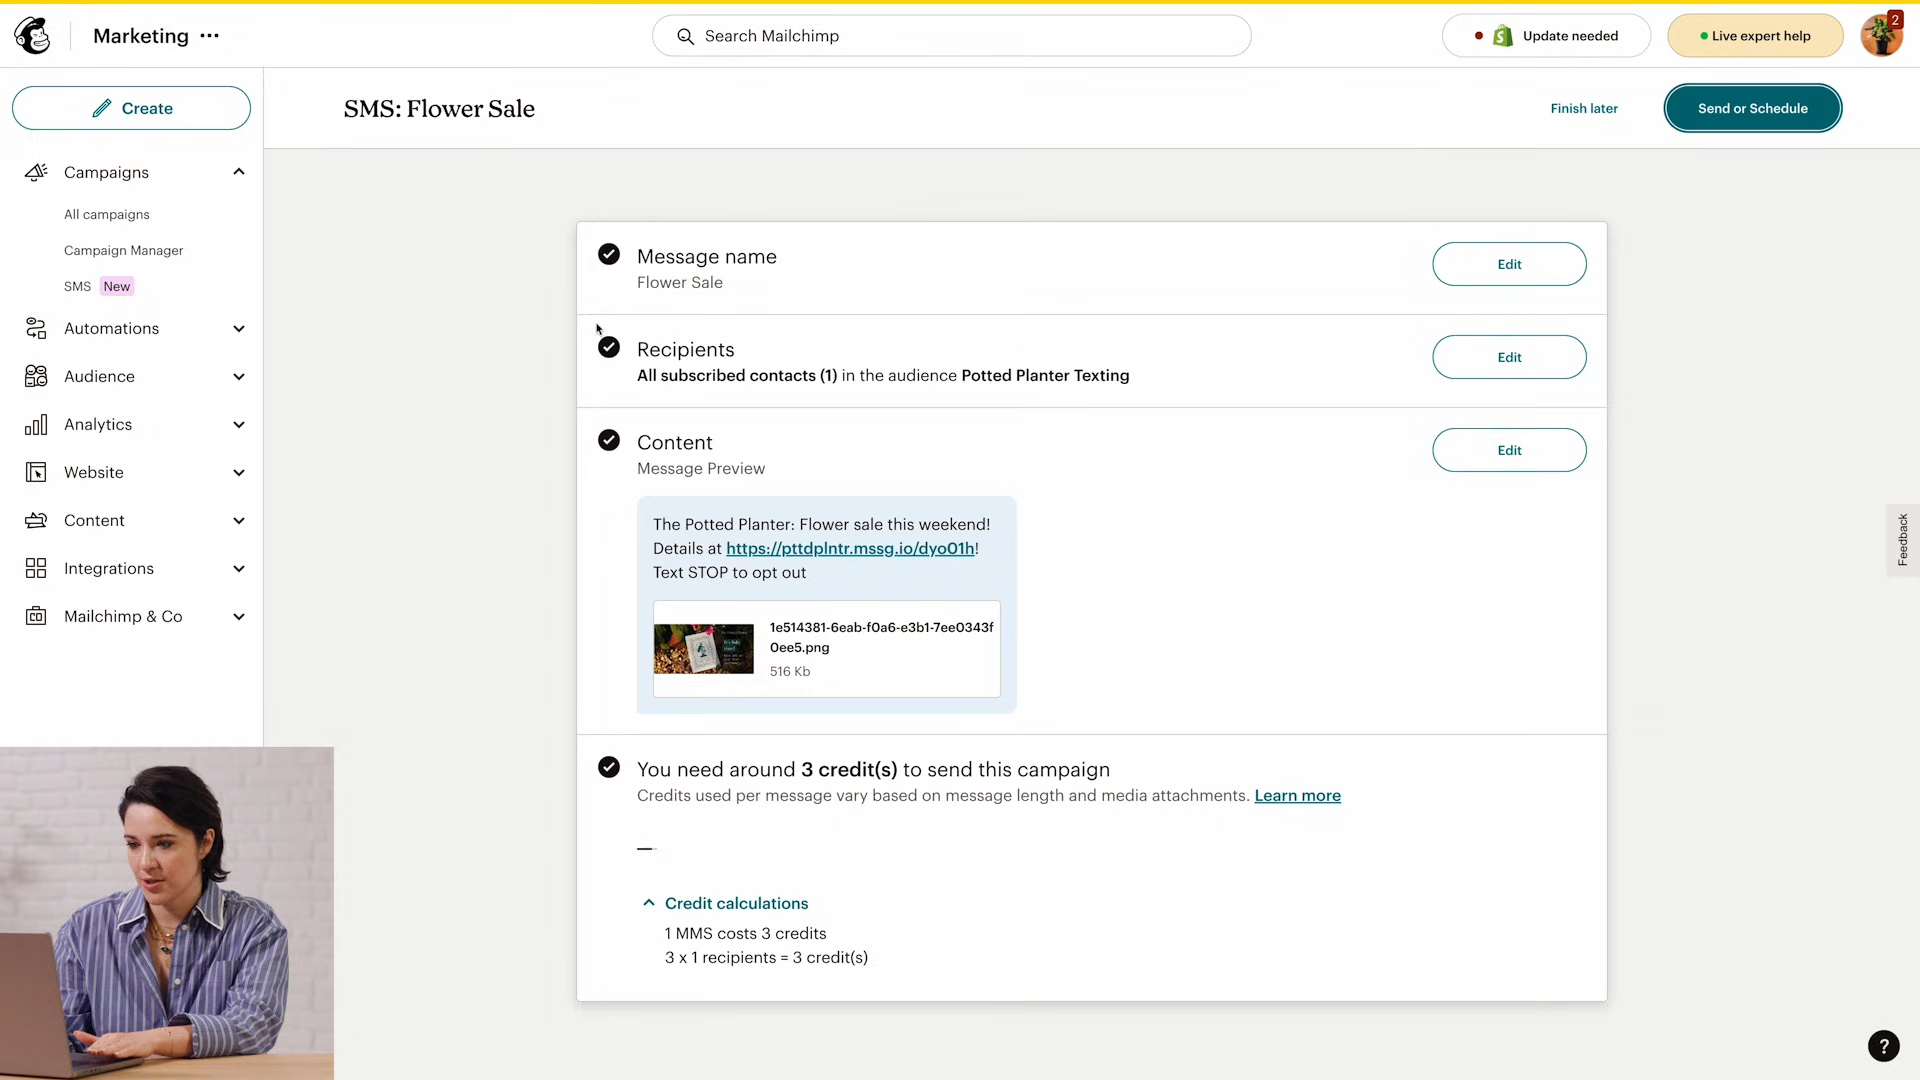 Marketing
Search Mailchimp
Update needed
Live expert help
2
Create
SMS: Flower Sale
Finish later
Send or Schedule
Campaigns
All campaigns
Campaign Manager
SMS New
Automations
Audience
Analytics
Website
Content
Integrations
Mailchimp & Co
Message name
Flower Sale
Edit
Recipients
All subscribed contacts (1) in the audience Potted Planter Texting
Edit
Content
Message Preview
Edit
The Potted Planter: Flower sale this weekend!
Details at https://pttdplntr.mssg.io/dyo01h!
Text STOP to opt out
1e514381-6eab-f0a6-e3b1-7ee0343f
0ee5.png
516 Kb
You need around 3 credit(s) to send this campaign
Credits used per message vary based on message length and media attachments. Learn more
Credit calculations
1 MMS costs 3 credits
3 x 1 recipients = 3 credit(s)
Feedback
?